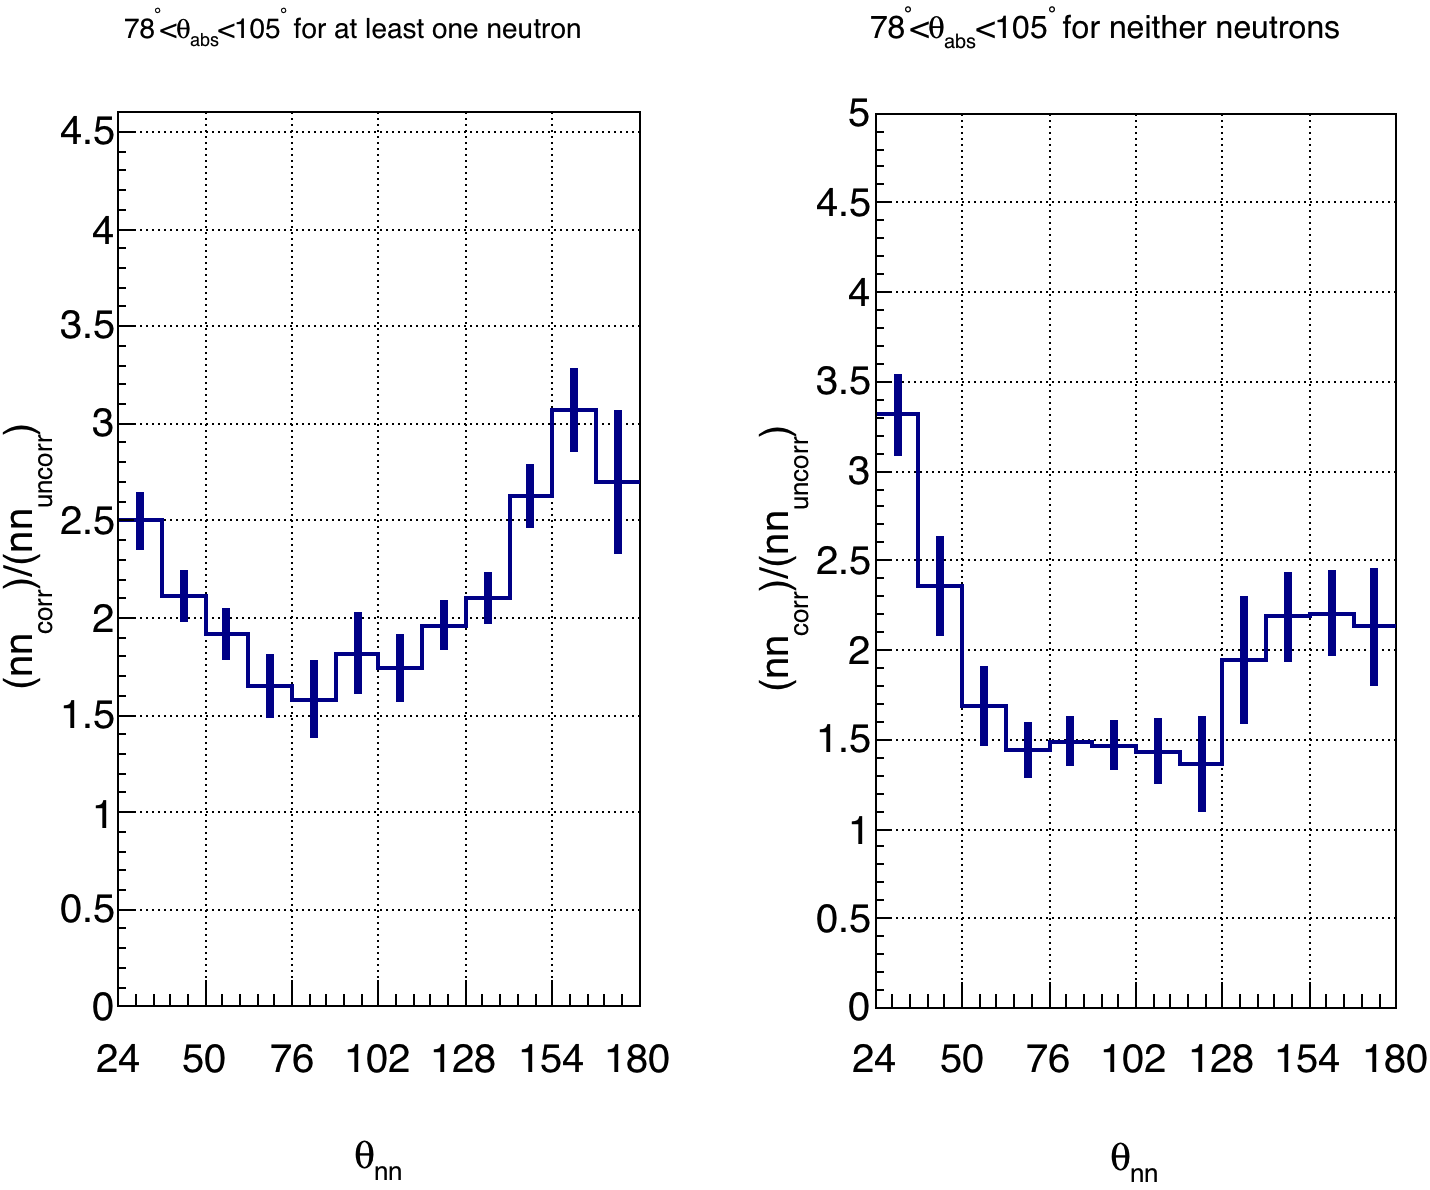 78°<θabs<105° for at least one neutron
4.5
4
3.5
3
2.5
2
1.5
1
0.5
0
24 50 76 102 128 154 180
(nncorr)/(nnuncorr)
θnn
78°<θabs<105° for neither neutrons
5
4.5
4
3.5
3
2.5
2
1.5
1
0.5
0
24 50 76 102 128 154 180
(nncorr)/(nnuncorr)
θnn